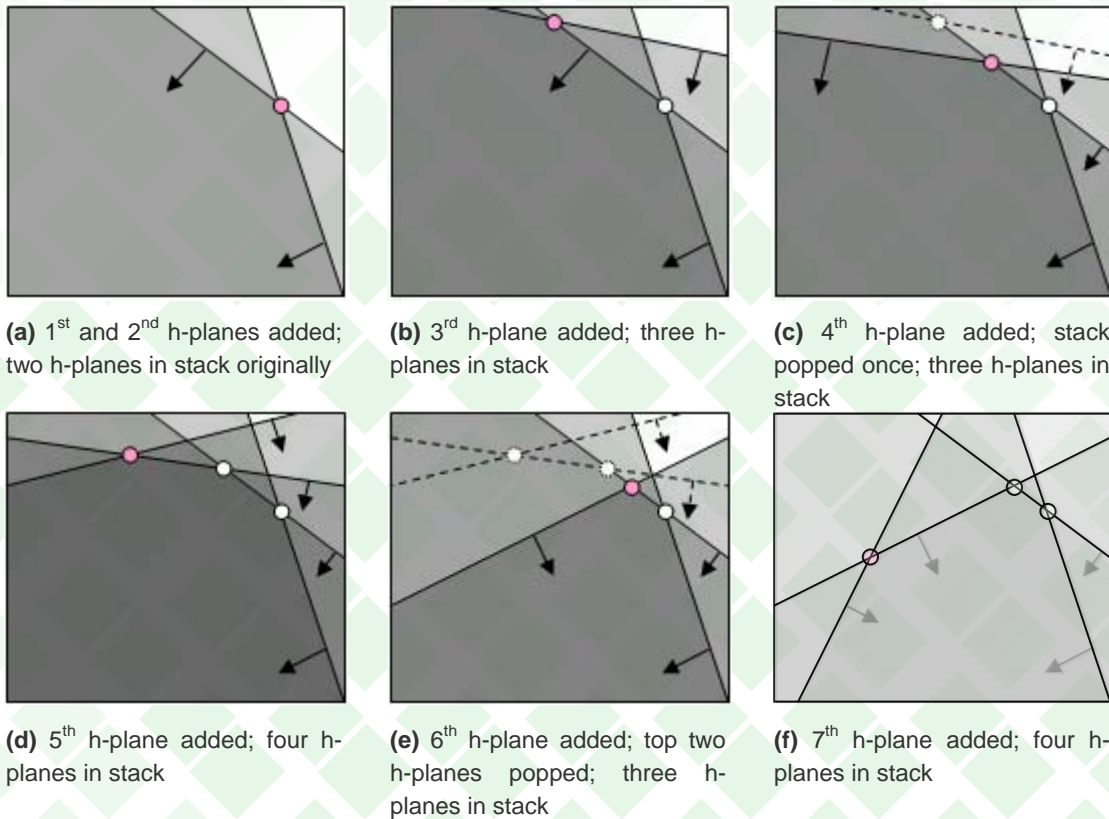 (a) 1st and 2nd h-planes added;
two h-planes in stack originally
(b) 3rd h-plane added; three h-
planes in stack
(c) 4th h-plane added; stack
popped once; three h-planes in
stack
(d) 5th h-plane added; four h-
planes in stack
(e) 6th h-plane added; top two
h-planes popped; three h-
planes in stack
(f) 7th h-plane added; four h-
planes in stack